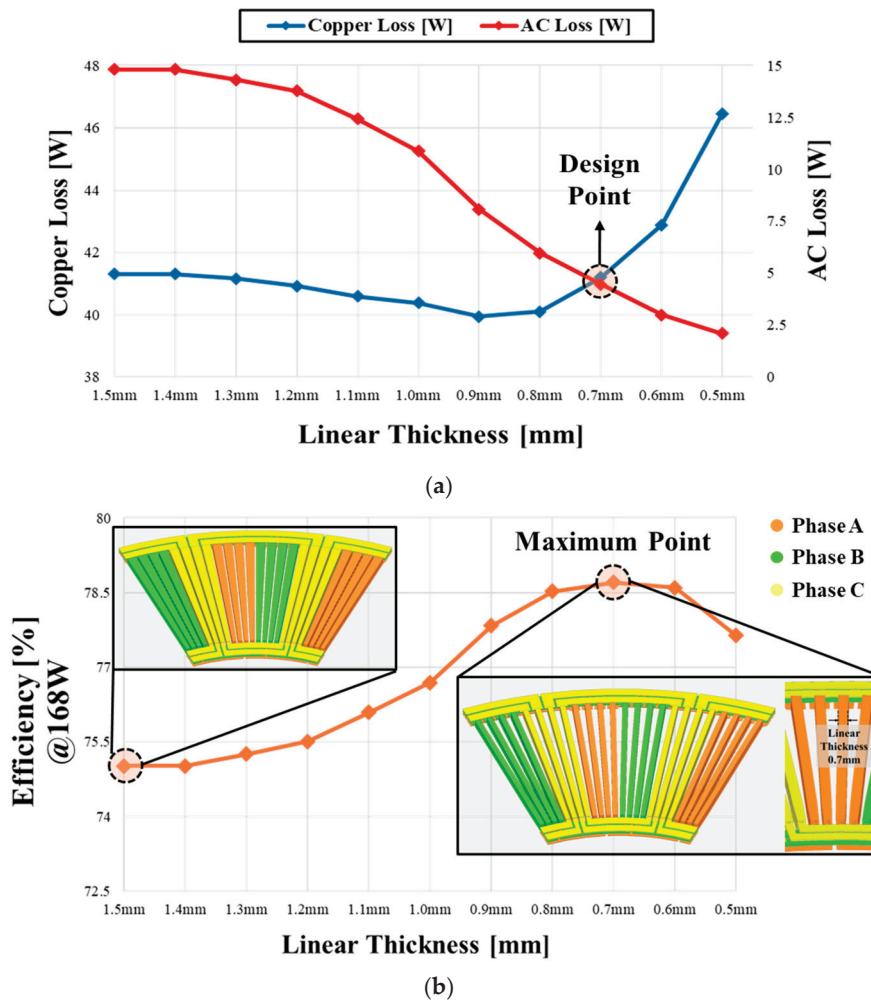 Copper Loss [W] AC Loss [W]
48
46
44
42
40
38
Copper Loss [W]
15
12.5
10
7.5
5
2.5
0
AC Loss [W]
Design
Point
1.5mm 1.4mm 1.3mm 1.2mm 1.1mm 1.0mm 0.9mm 0.8mm 0.7mm 0.6mm 0.5mm
Linear Thickness [mm]
(a)
80
78.5
77
75.5
74
72.5
Efficiency [%]
@168W
Maximum Point
Phase A
Phase B
Phase C
Linear
Thickness
0.7mm
1.5mm 1.4mm 1.3mm 1.2mm 1.1mm 1.0mm 0.9mm 0.8mm 0.7mm 0.6mm 0.5mm
Linear Thickness [mm]
(b)